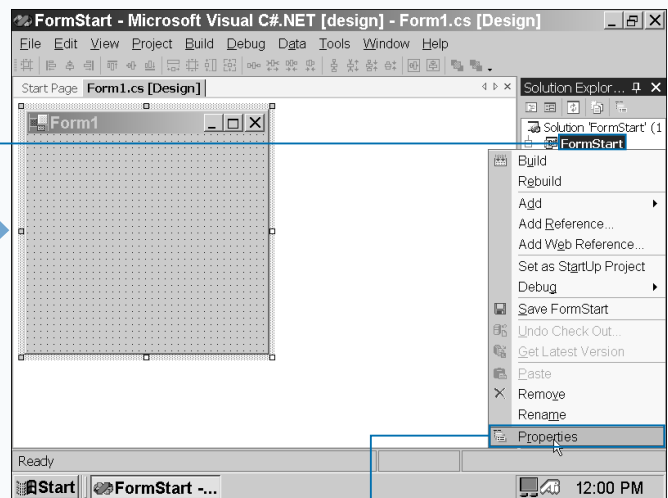 FormStart - Microsoft Visual C#.NET [design] - Form1.cs [Design]
File Edit View Project Build Debug Data Tools Window Help
Start Page Form1.cs [Design]
Solution Explor...
Form1
Solution 'FormStart' (1
FormStart
Build
Rebuild
Add
Add Reference...
Add Web Reference...
Set as StartUp Project
Debug
Save FormStart
Undo Check Out...
Get Latest Version
Paste
Remove
Rename
Properties
Ready
Start FormStart -... 12:00 PM